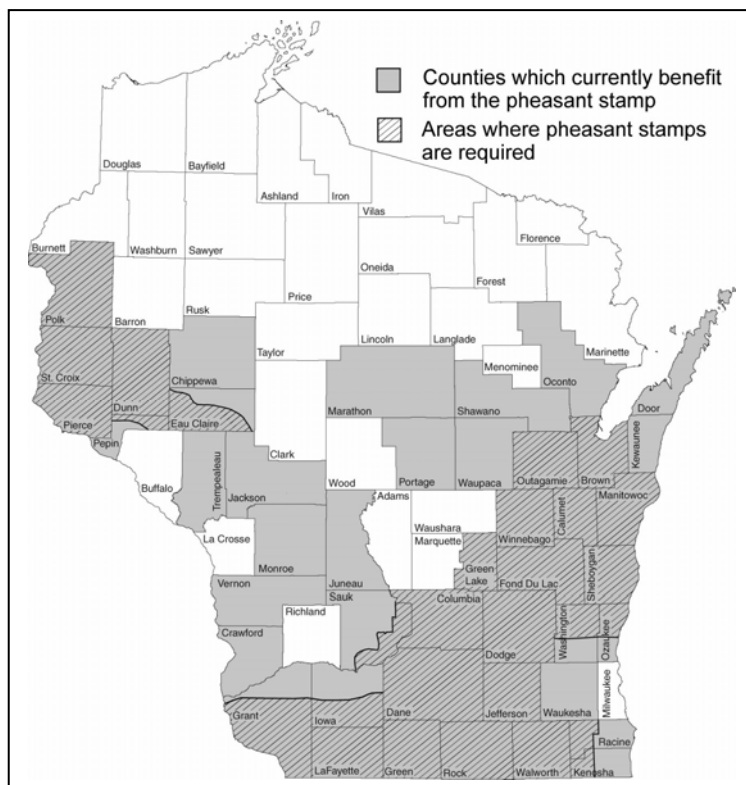 Counties which currently benefit
from the pheasant stamp
Areas where pheasant stamps
are required
Douglas
Bayfield
Ashland
Iron
Vilas
Burnett
Washburn
Sawyer
Florence
Oneida
Forest
Price
Polk
Barron
Rusk
Lincoln
Langlade
Marinette
Taylor
Menominee
Oconto
St. Croix
Chippewa
Dunn
Marathon
Shawano
Door
Pierce
Eau Claire
Pepin
Clark
Kewaunee
Buffalo
Trempealeau
Jackson
Wood
Portage
Waupaca
Outagamie
Brown
Adams
Manitowoc
Waushara
Calumet
La Crosse
Marquette
Winnebago
Monroe
Juneau
Green
Lake
Fond Du Lac
Sheboygan
Vernon
Sauk
Columbia
Richland
Crawford
Dodge
Washington
Ozaukee
Grant
Iowa
Dane
Jefferson
Waukesha
Milwaukee
Racine
LaFayette
Green
Rock
Walworth
Kenosha